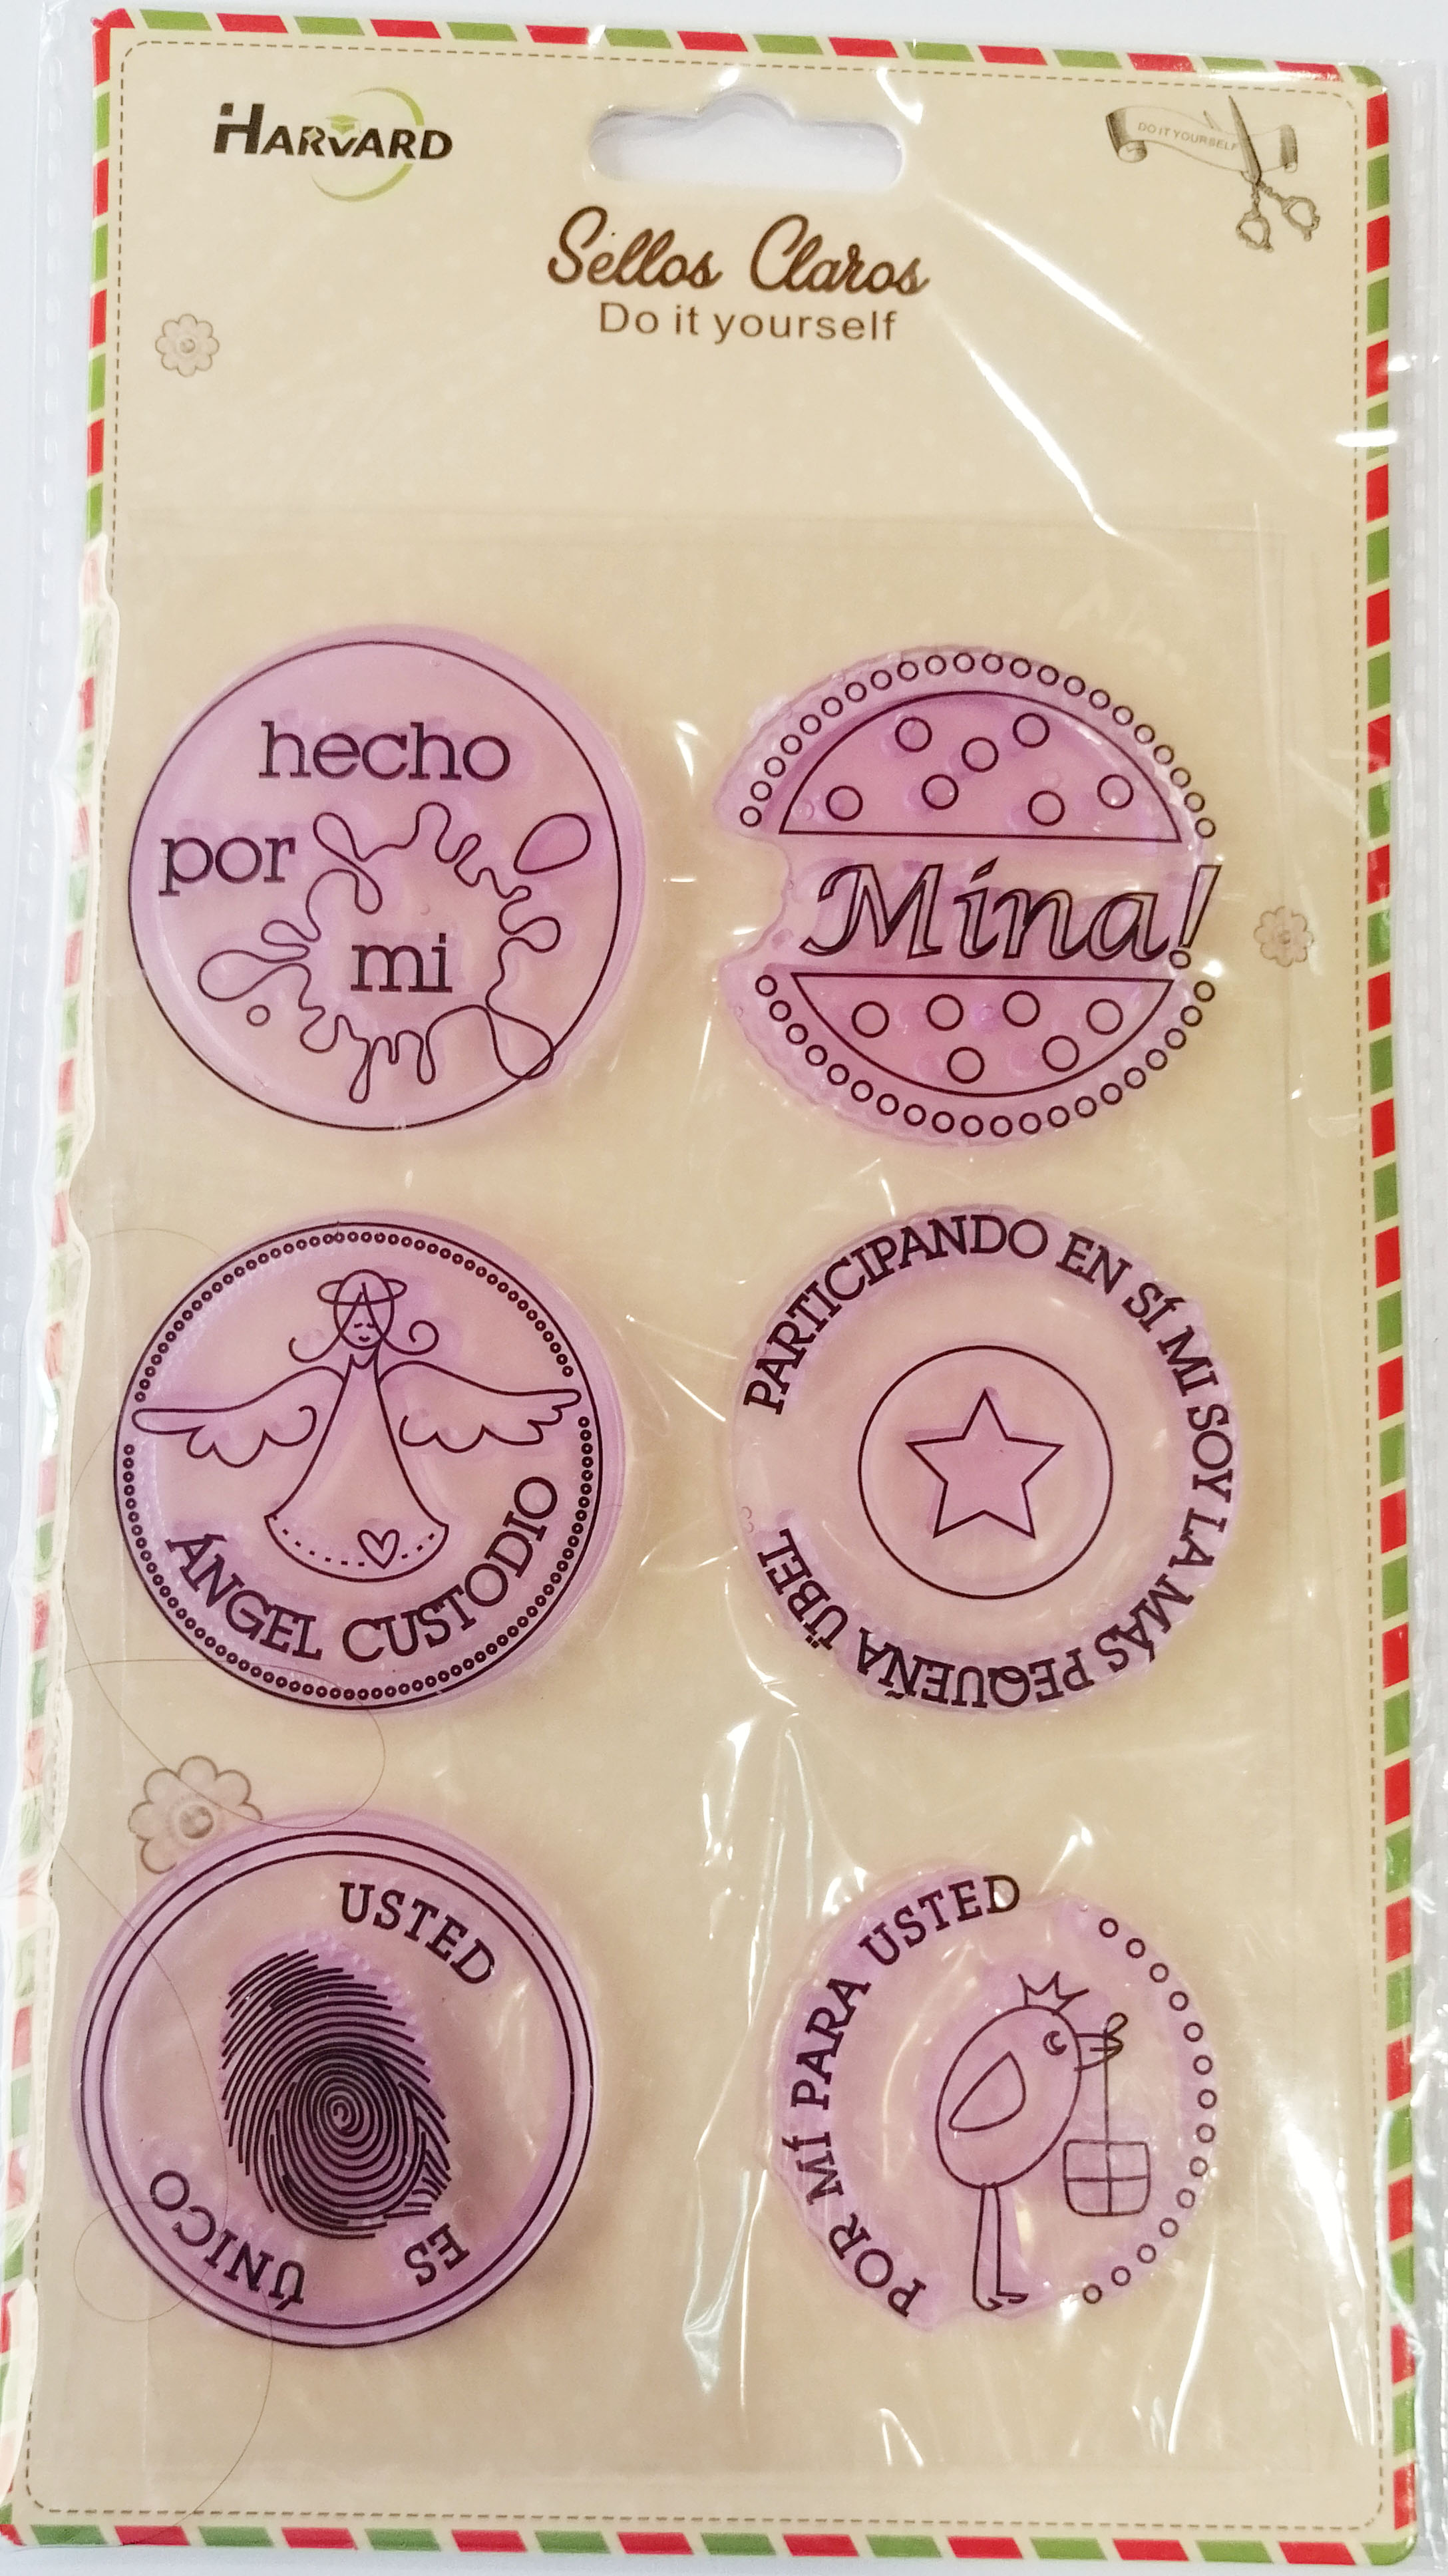 HARVARD
DO IT YOURSELF
Sellos Claros
Do it yourself
hecho
por
mi
Mína!
ÁNGEL CUSTODIO
PARTICIPANDO EN SÍ MI SOY LA MÁS PEQUEÑA ÜBEL
USTED
ES
ÚNICO
POR MÍ PARA USTED